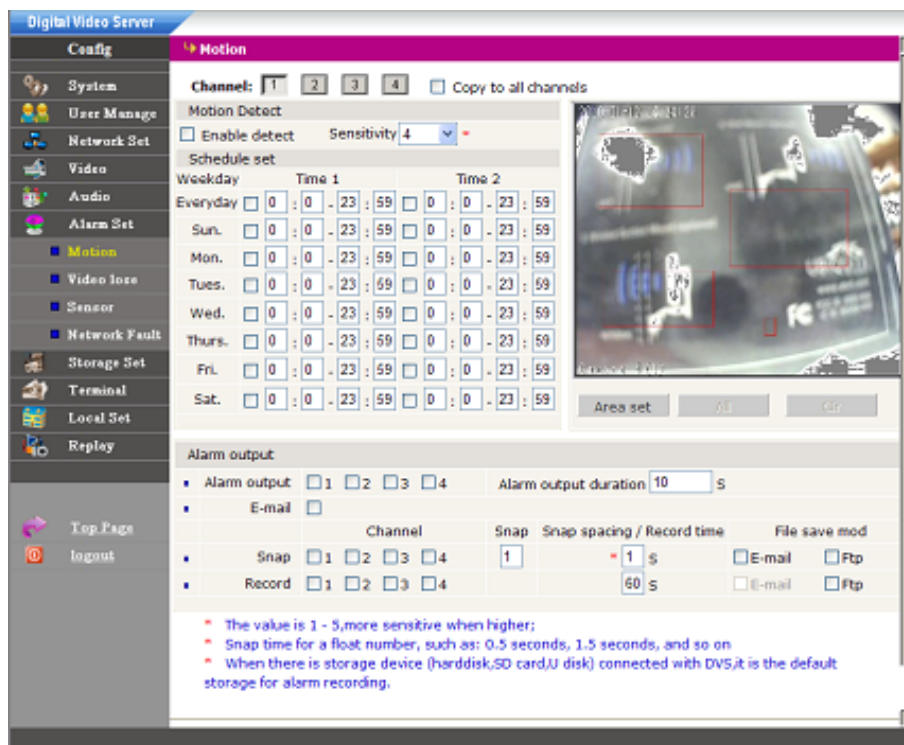 Digital Video Server
Config
Motion
System
User Manage
Network Set
Video
Audio
Alarm Set
Motion
Video lose
Sensor
Network Fault
Storage Set
Terminal
Local Set
Replay
Top Page
logout
Channel: 1 2 3 4 Copy to all channels
Motion Detect
Enable detect Sensitivity 4 *
Schedule set
Weekday Time 1 Time 2
Everyday 0 : 0 - 23 : 59 0 : 0 - 23 : 59
Sun. 0 : 0 - 23 : 59 0 : 0 - 23 : 59
Mon. 0 : 0 - 23 : 59 0 : 0 - 23 : 59
Tues. 0 : 0 - 23 : 59 0 : 0 - 23 : 59
Wed. 0 : 0 - 23 : 59 0 : 0 - 23 : 59
Thurs. 0 : 0 - 23 : 59 0 : 0 - 23 : 59
Fri. 0 : 0 - 23 : 59 0 : 0 - 23 : 59
Sat. 0 : 0 - 23 : 59 0 : 0 - 23 : 59
FC
Area set All Clr
Alarm output
Alarm output 1 2 3 4 Alarm output duration 10 S
E-mail
Channel Snap Snap spacing / Record time File save mod
Snap 1 2 3 4 1 * 1 S E-mail Ftp
Record 1 2 3 4 60 S E-mail Ftp
* The value is 1 - 5,more sensitive when higher;
* Snap time for a float number, such as: 0.5 seconds, 1.5 seconds, and so on
* When there is storage device (harddisk,SD card,U disk) connected with DVS,it is the default
storage for alarm recording.